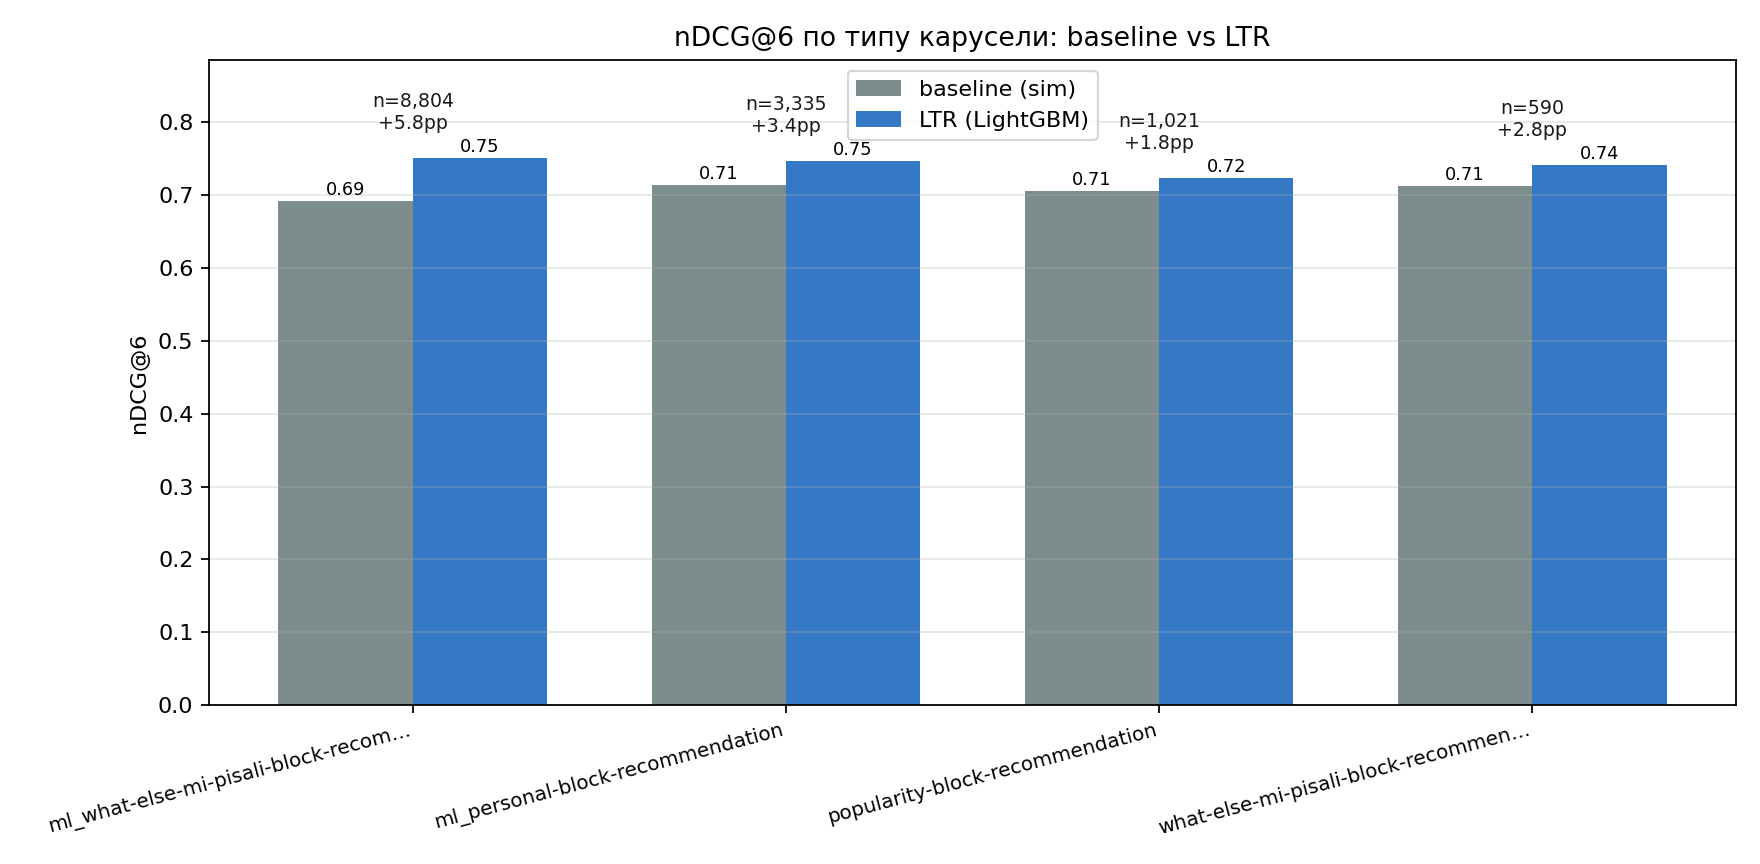 nDCG@6 по типу карусели: baseline vs LTR
baseline (sim)
LTR (LightGBM)
n=8,804
+5.8pp
n=3,335
+3.4pp
n=1,021
+1.8pp
n=590
+2.8pp
0.69
0.75
0.71
0.75
0.71
0.72
0.71
0.74
nDCG@6
0.8
0.7
0.6
0.5
0.4
0.3
0.2
0.1
0.0
ml_what-else-mi-pisali-block-recom…
ml_personal-block-recommendation
popularity-block-recommendation
what-else-mi-pisali-block-recommen…